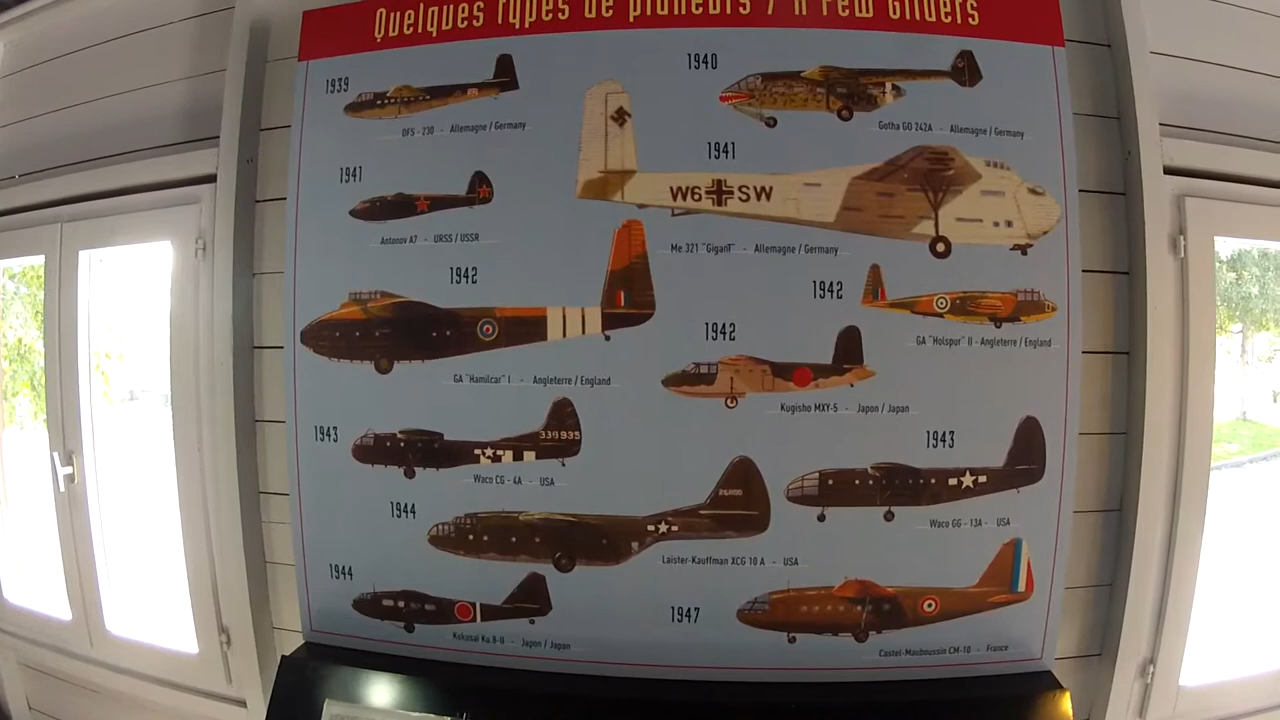 Quelques types de planeurs / A Few Gliders
1939
DFS - 230 - Allemagne / Germany
1940
Gotha GO 242A - Allemagne / Germany
1941
Antonov A7 - URSS / USSR
1941
W6 SW
Me 321 "Gigant" - Allemagne / Germany
1942
GA "Hamilcar" I - Angleterre / England
1942
GA "Holspur" II - Angleterre / England
1942
Kugisho MXY-5 - Japon / Japan
1943
339935
Waco CG - 4A - USA
1943
Waco GG - 13A - USA
1944
Laister-Kauffman XCG 10 A - USA
1944
Kokusai Ku.8-II - Japon / Japan
1947
Castel-Mauboussin CM-10 - France